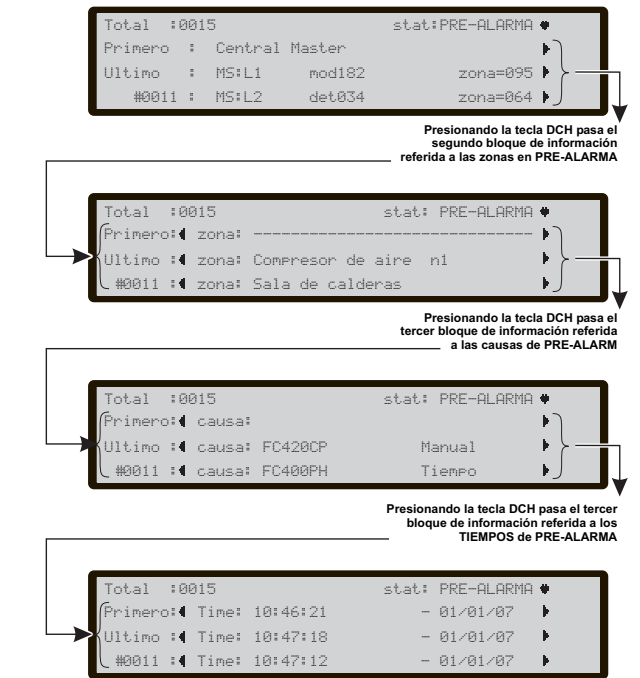 Total :0015 stat:PRE-ALARMA
Primero : Central Master
Ultimo : MS:L1 mod182 zona=095
#0011 : MS:L2 det034 zona=064
Presionando la tecla DCH pasa el
segundo bloque de información
referida a las zonas en PRE-ALARMA
Total :0015 stat: PRE-ALARMA
Primero: zona: ------------------------------
Ultimo : zona: Compresor de aire n1
#0011 : zona: Sala de calderas
Presionando la tecla DCH pasa el
tercer bloque de información referida
a las causas de PRE-ALARM
Total :0015 stat: PRE-ALARMA
Primero: causa:
Ultimo : causa: FC420CP Manual
#0011 : causa: FC400PH Tiempo
Presionando la tecla DCH pasa el tercer
bloque de información referida a los
TIEMPOS de PRE-ALARMA
Total :0015 stat: PRE-ALARMA
Primero: Time: 10:46:21 - 01/01/07
Ultimo : Time: 10:47:18 - 01/01/07
#0011 : Time: 10:47:12 - 01/01/07